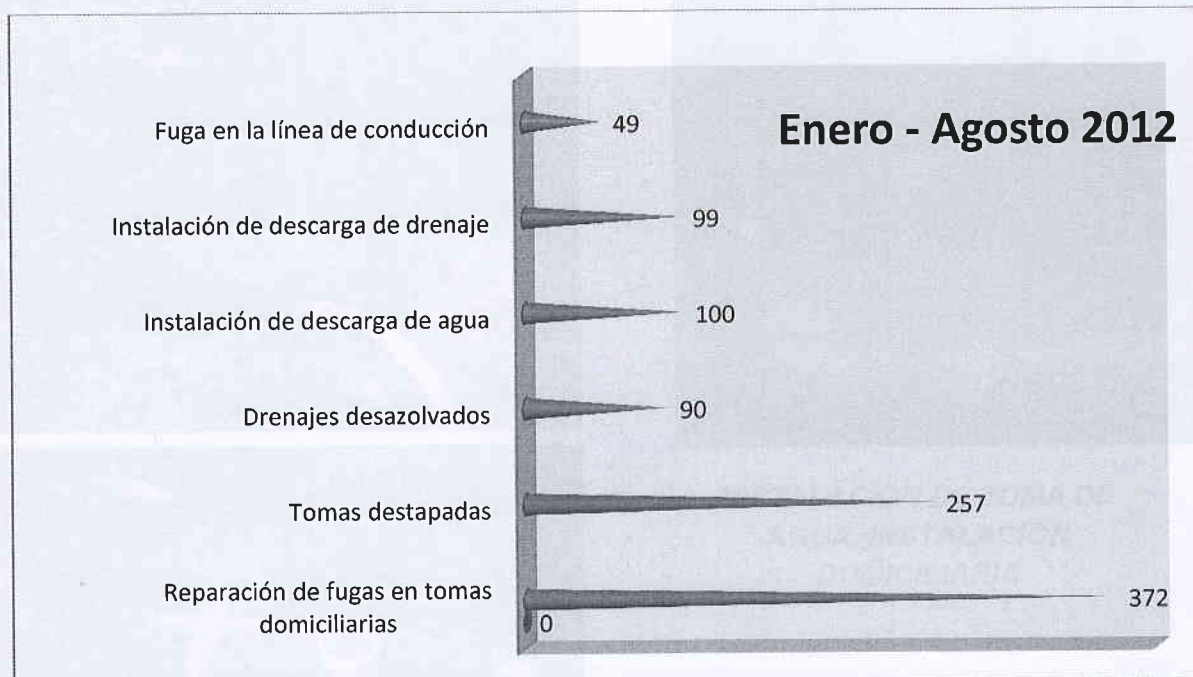 Enero - Agosto 2012
Fuga en la línea de conducción 49
Instalación de descarga de drenaje 99
Instalación de descarga de agua 100
Drenajes desazolvados 90
Tomas destapadas 257
Reparación de fugas en tomas
domiciliarias
372
0